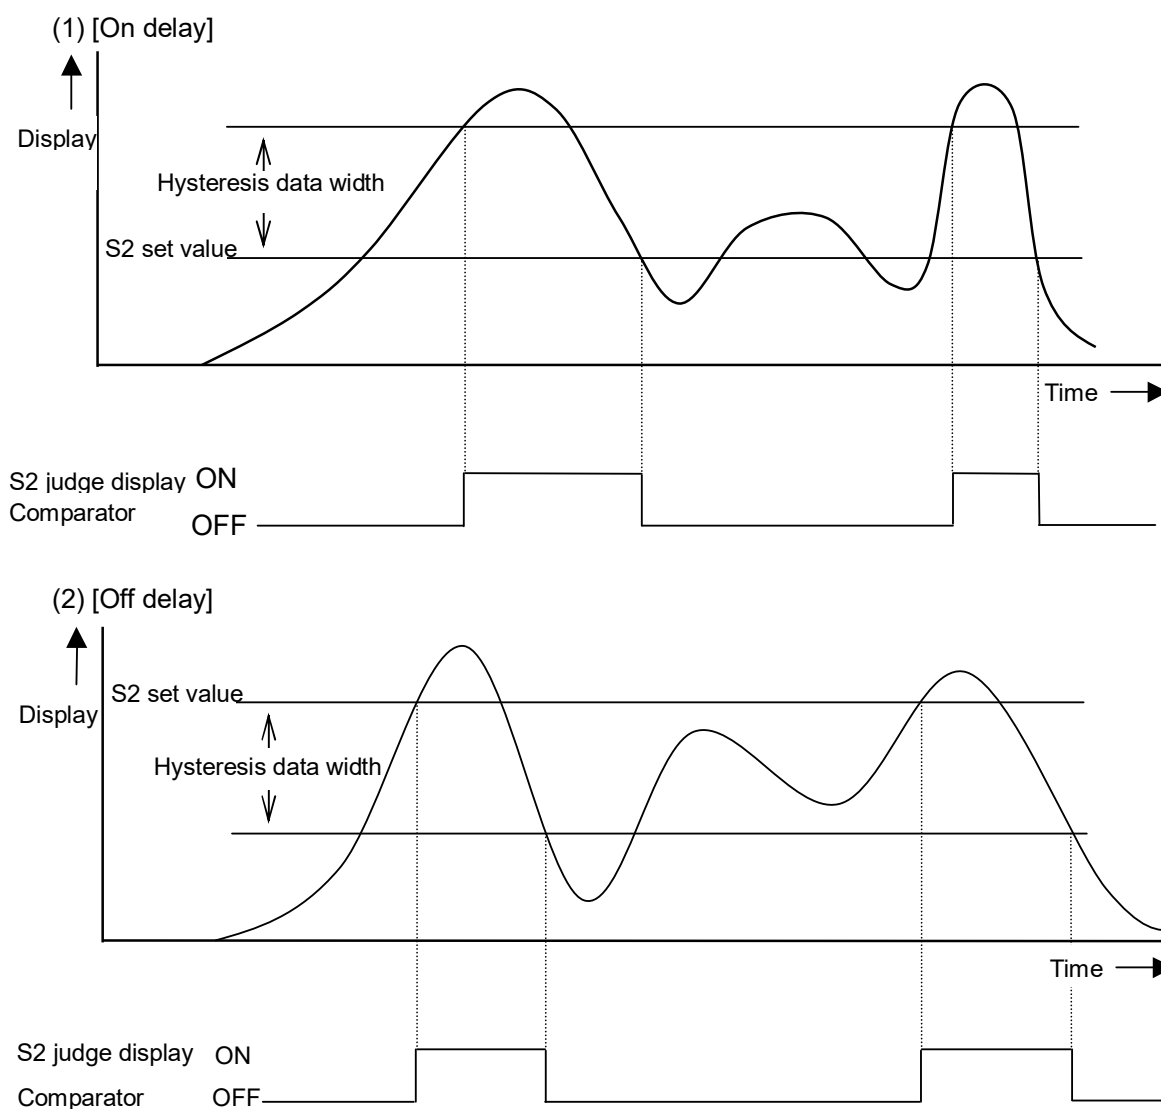 (1) [On delay]
Display
Hysteresis data width
S2 set value
Time
S2 judge display ON
Comparator
OFF
(2) [Off delay]
S2 set value
Display
Hysteresis data width
Time
S2 judge display ON
Comparator OFF